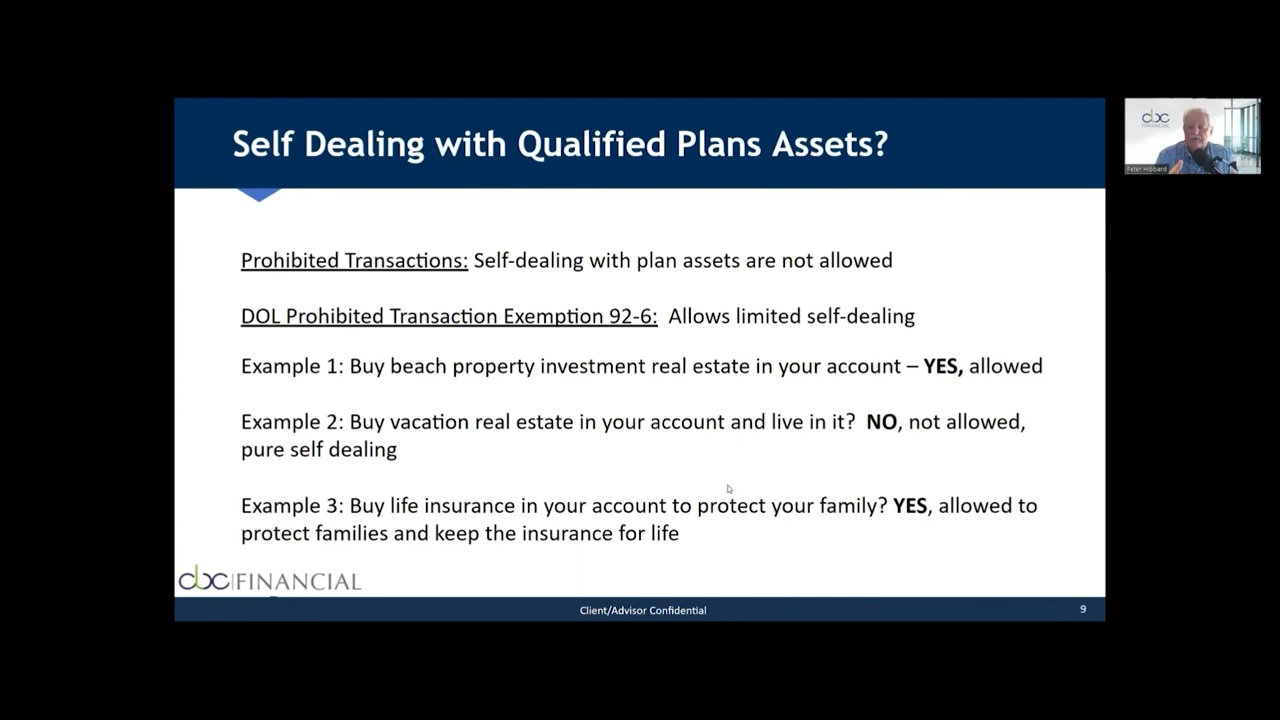 Self Dealing with Qualified Plans Assets?
cbc
FINANCIAL
Peter Hibbard
Prohibited Transactions: Self-dealing with plan assets are not allowed
DOL Prohibited Transaction Exemption 92-6: Allows limited self-dealing
Example 1: Buy beach property investment real estate in your account – YES, allowed
Example 2: Buy vacation real estate in your account and live in it? NO, not allowed,
pure self dealing
Example 3: Buy life insurance in your account to protect your family? YES, allowed to
protect families and keep the insurance for life
cbc|FINANCIAL
Client/Advisor Confidential
9